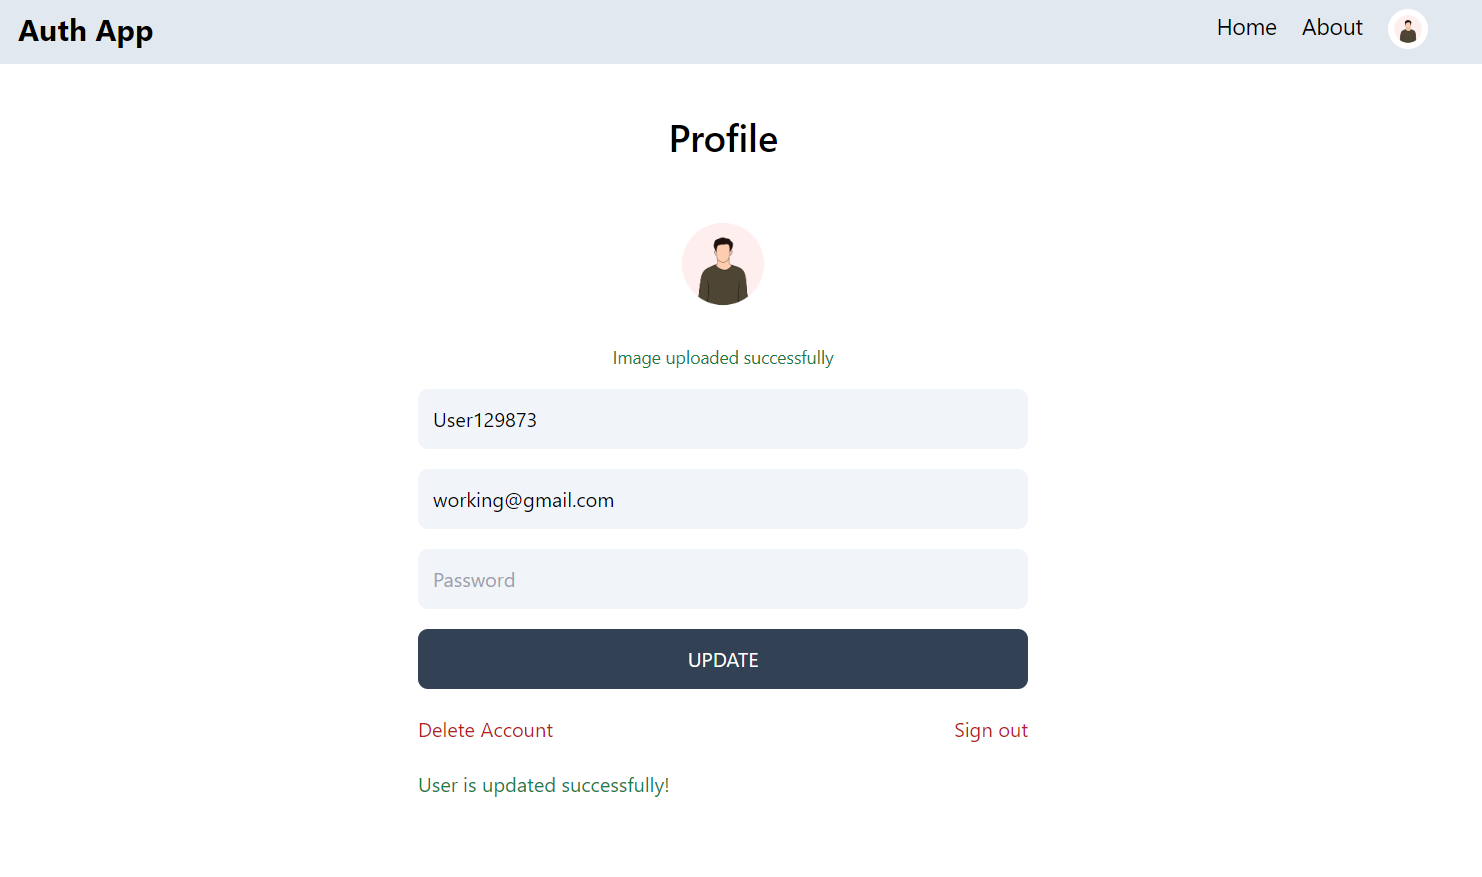 Auth App
Home About
Profile
Image uploaded successfully
User129873
working@gmail.com
Password
UPDATE
Delete Account Sign out
User is updated successfully!